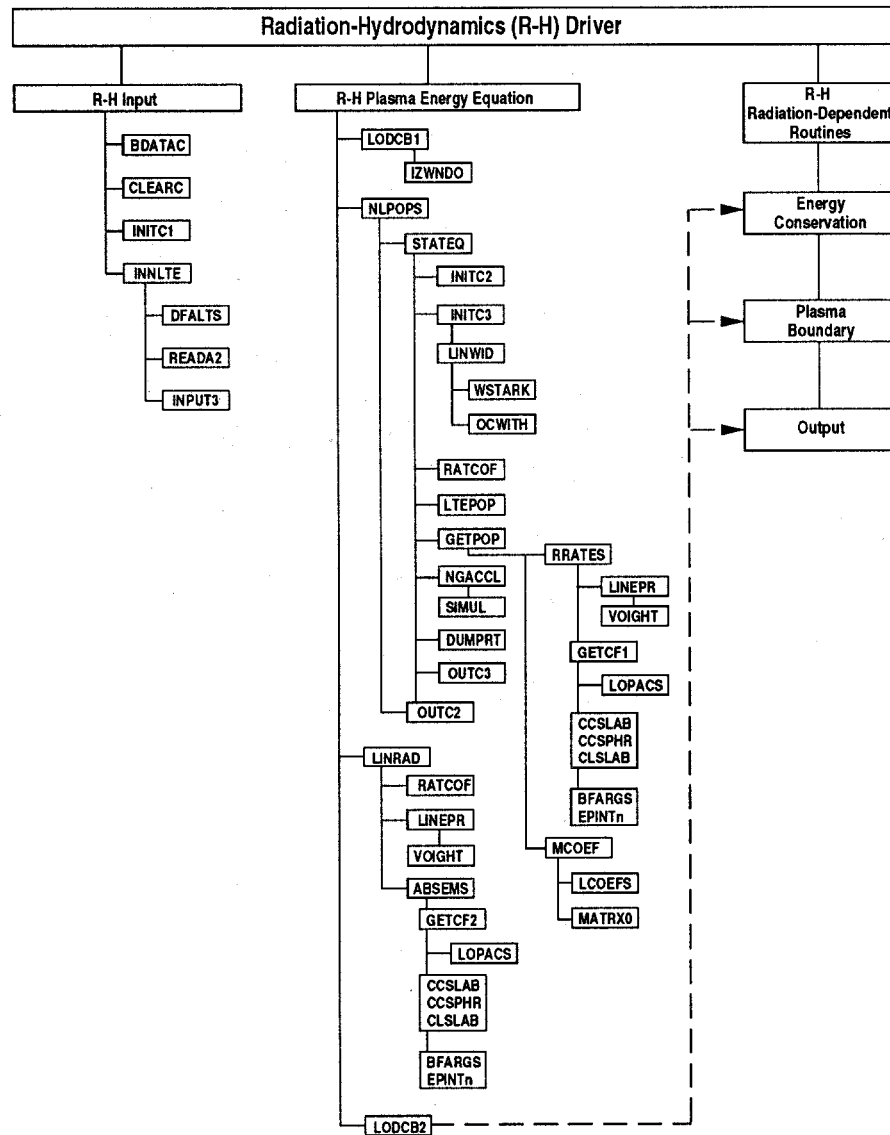 Radiation-Hydrodynamics (R-H) Driver
R-H Input
BDATAC
CLEARC
INITC1
INNLTE
DFALTS
READA2
INPUT3
R-H Plasma Energy Equation
LODCB1
IZWNDO
NLPOPS
STATEQ
INITC2
INITC3
LINWID
WSTARK
OCWITH
RATCOF
LTEPOP
GETPOP
RRATES
LINEPR
VOIGHT
GETCF1
LOPACS
CCSLAB
CCSPHR
CLSLAB
BFARGS
EPINTn
MCOEF
LCOEFS
MATRX0
NGACCL
SIMUL
DUMPRT
OUTC3
OUTC2
LINRAD
RATCOF
LINEPR
VOIGHT
ABSEMS
GETCF2
LOPACS
CCSLAB
CCSPHR
CLSLAB
BFARGS
EPINTn
LODCB2
R-H
Radiation-Dependent
Routines
Energy
Conservation
Plasma
Boundary
Output